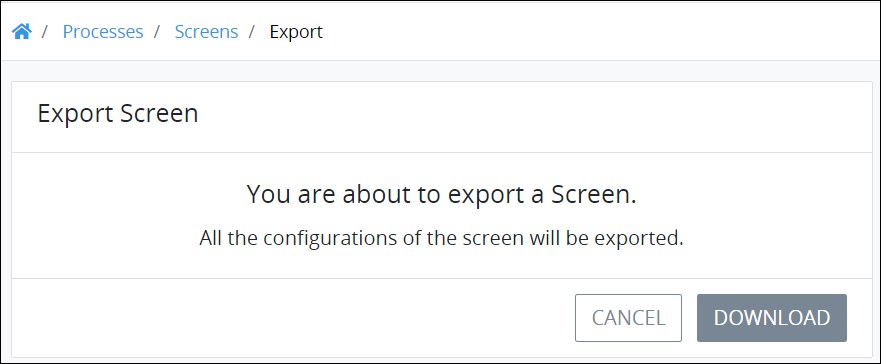 / Processes / Screens / Export
Export Screen
You are about to export a Screen.
All the configurations of the screen will be exported.
CANCEL DOWNLOAD